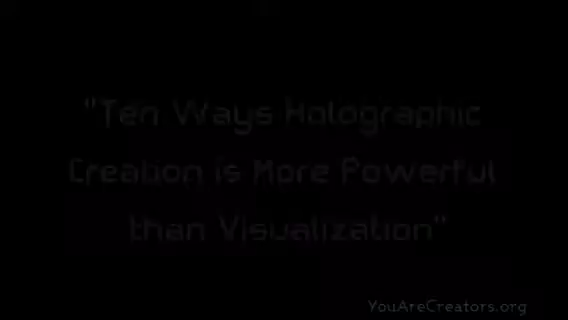 "Ten Ways Holographic
Creation is More Powerful
than Visualization"
YouAreCreators.org